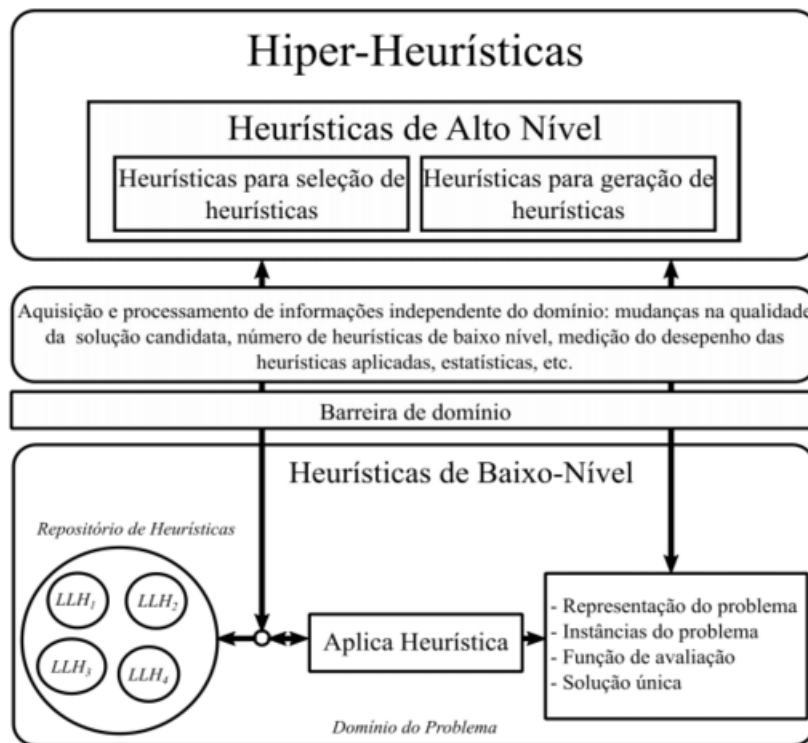 Hiper-Heurísticas
Heurísticas de Alto Nível
Heurísticas para seleção de
heurísticas
Heurísticas para geração de
heurísticas
Aquisição e processamento de informações independente do domínio: mudanças na qualidade
da solução candidata, número de heurísticas de baixo nível, medição do desepenho das
heurísticas aplicadas, estatísticas, etc.
Barreira de domínio
Heurísticas de Baixo-Nível
Repositório de Heurísticas
LLH₁
LLH₂
LLH₃
LLH₄
Aplica Heurística
- Representação do problema
- Instâncias do problema
- Função de avaliação
- Solução única
Domínio do Problema